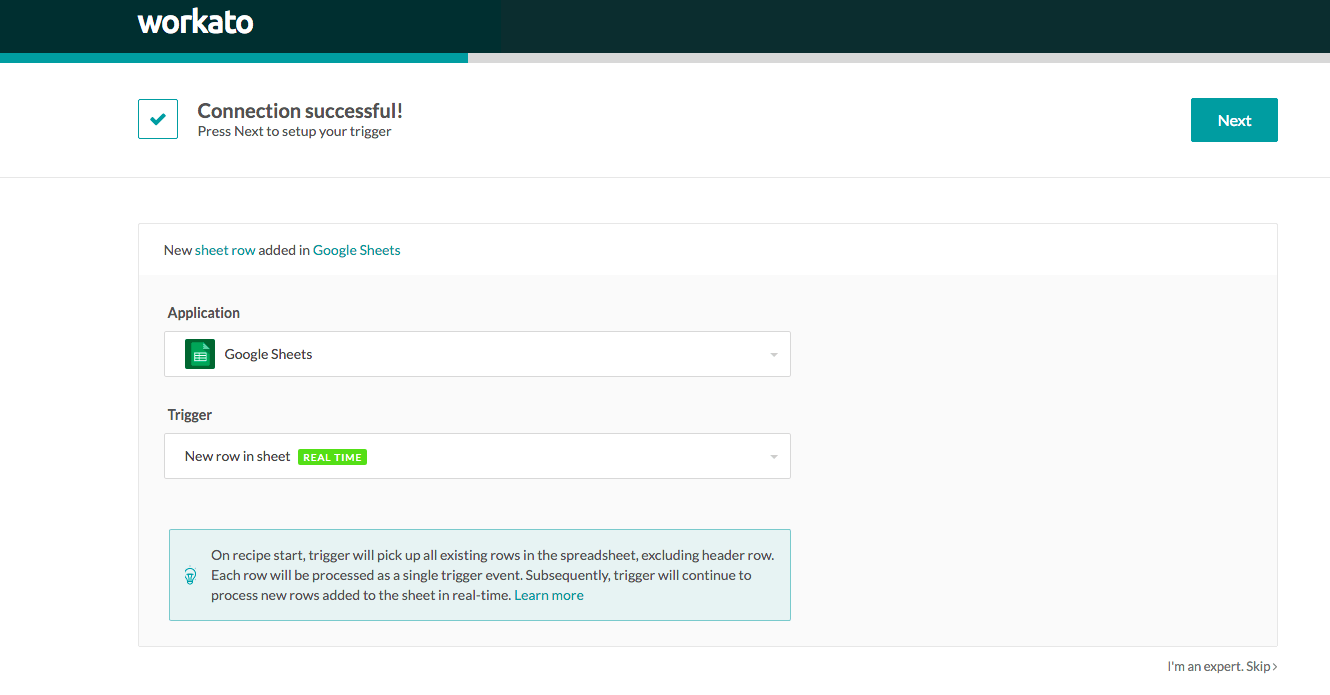 workato
Connection successful!
Press Next to setup your trigger
Next
New sheet row added in Google Sheets
Application
Google Sheets
Trigger
New row in sheet REAL TIME
On recipe start, trigger will pick up all existing rows in the spreadsheet, excluding header row.
Each row will be processed as a single trigger event. Subsequently, trigger will continue to
process new rows added to the sheet in real-time. Learn more
I'm an expert. Skip